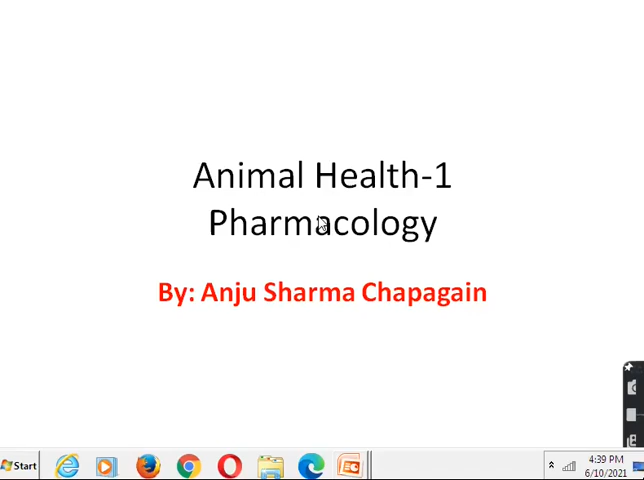 Animal Health-1
Pharmacology
By: Anju Sharma Chapagain
Start
4:39 PM
6/10/2021